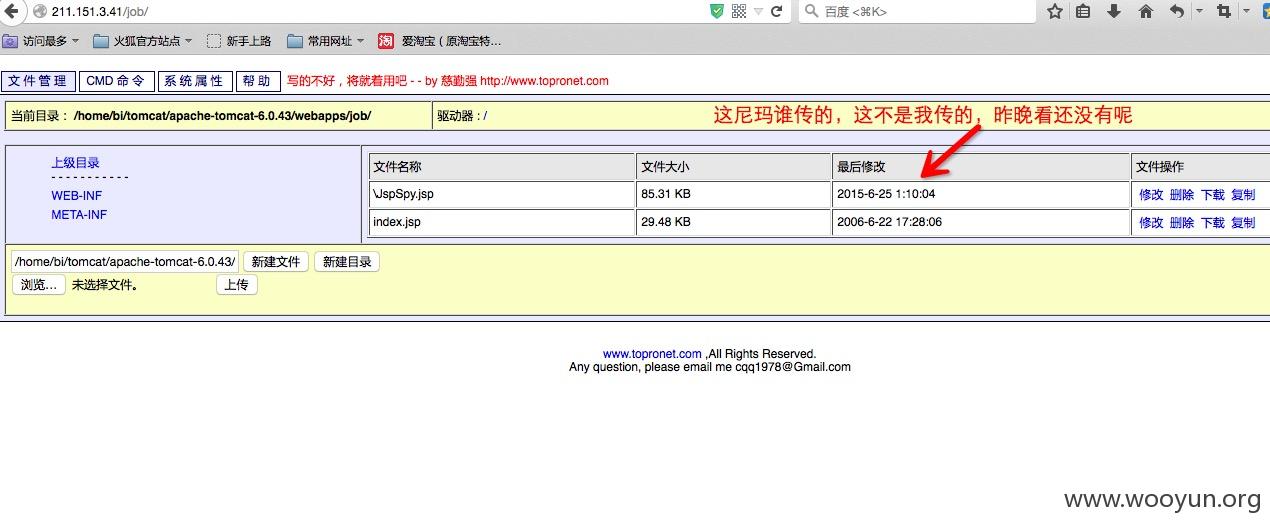 211.151.3.41/job/
百度 <⌘K>
访问最多 火狐官方站点 新手上路 常用网址 淘 爱淘宝（原淘宝特...
文件管理 CMD命令 系统属性 帮助 写的不好，将就着用吧 - - by 慈勤强 http://www.topronet.com
当前目录： /home/bi/tomcat/apache-tomcat-6.0.43/webapps/job/ 驱动器 : / 这尼玛谁传的，这不是我传的，昨晚看还没有呢
上级目录
- - - - - - - - - - -
WEB-INF
META-INF
文件名称 文件大小 最后修改 文件操作
\JspSpy.jsp 85.31 KB 2015-6-25 1:10:04 修改 删除 下载 复制
index.jsp 29.48 KB 2006-6-22 17:28:06 修改 删除 下载 复制
/home/bi/tomcat/apache-tomcat-6.0.43/ 新建文件 新建目录
浏览... 未选择文件。 上传
www.topronet.com ,All Rights Reserved.
Any question, please email me cqq1978@Gmail.com
www.wooyun.org